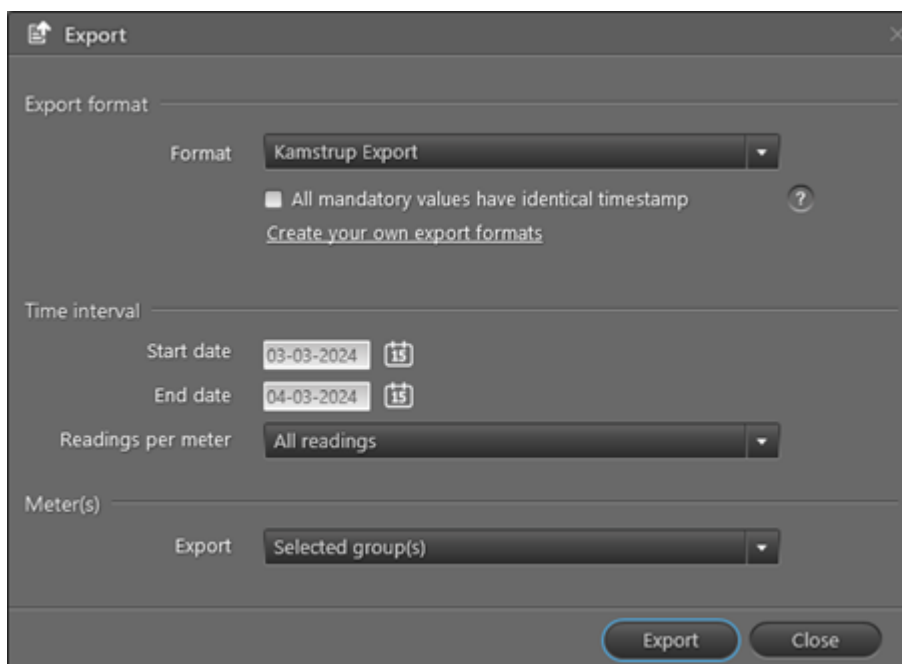 Export
Export format
Format Kamstrup Export
All mandatory values have identical timestamp ?
Create your own export formats
Time interval
Start date 03-03-2024 15
End date 04-03-2024 15
Readings per meter All readings
Meter(s)
Export Selected group(s)
Export Close